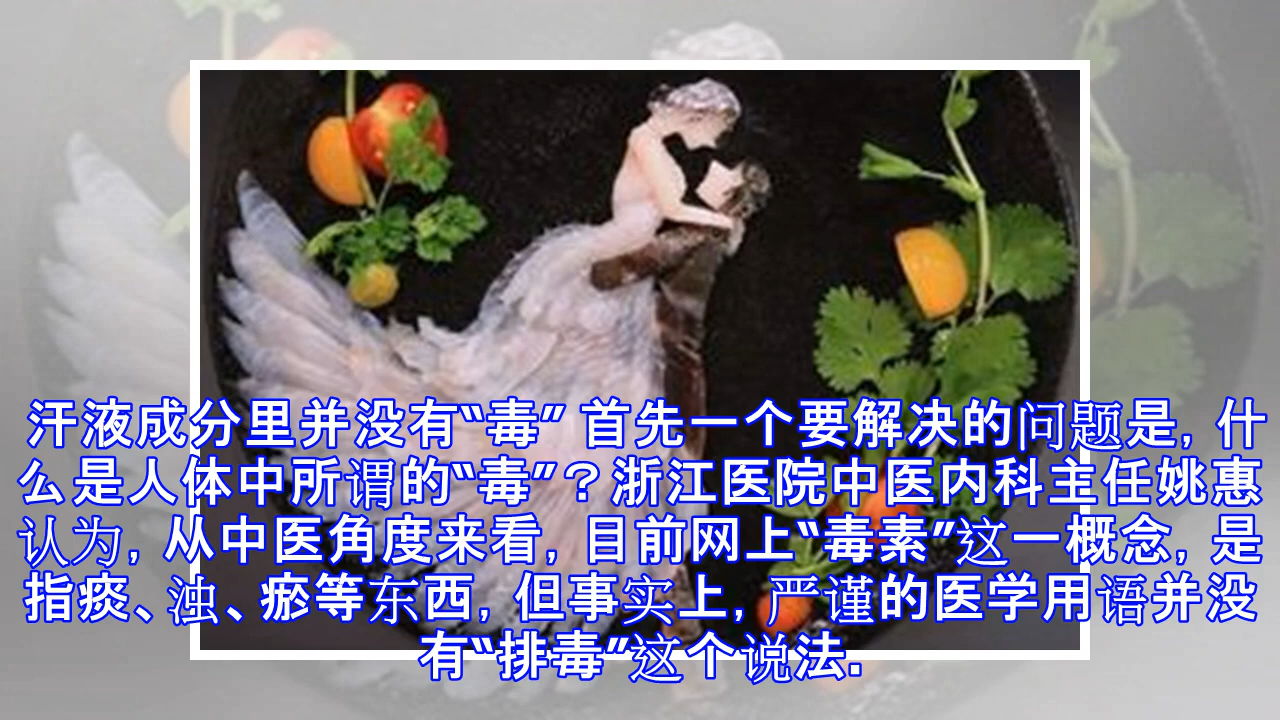 汗液成分里并没有“毒” 首先一个要解决的问题是, 什
么是人体中所谓的“毒”？浙江医院中医内科主任姚惠
认为, 从中医角度来看, 目前网上“毒素”这一概念, 是
指痰、浊、瘀等东西, 但事实上, 严谨的医学用语并没
有“排毒”这个说法.